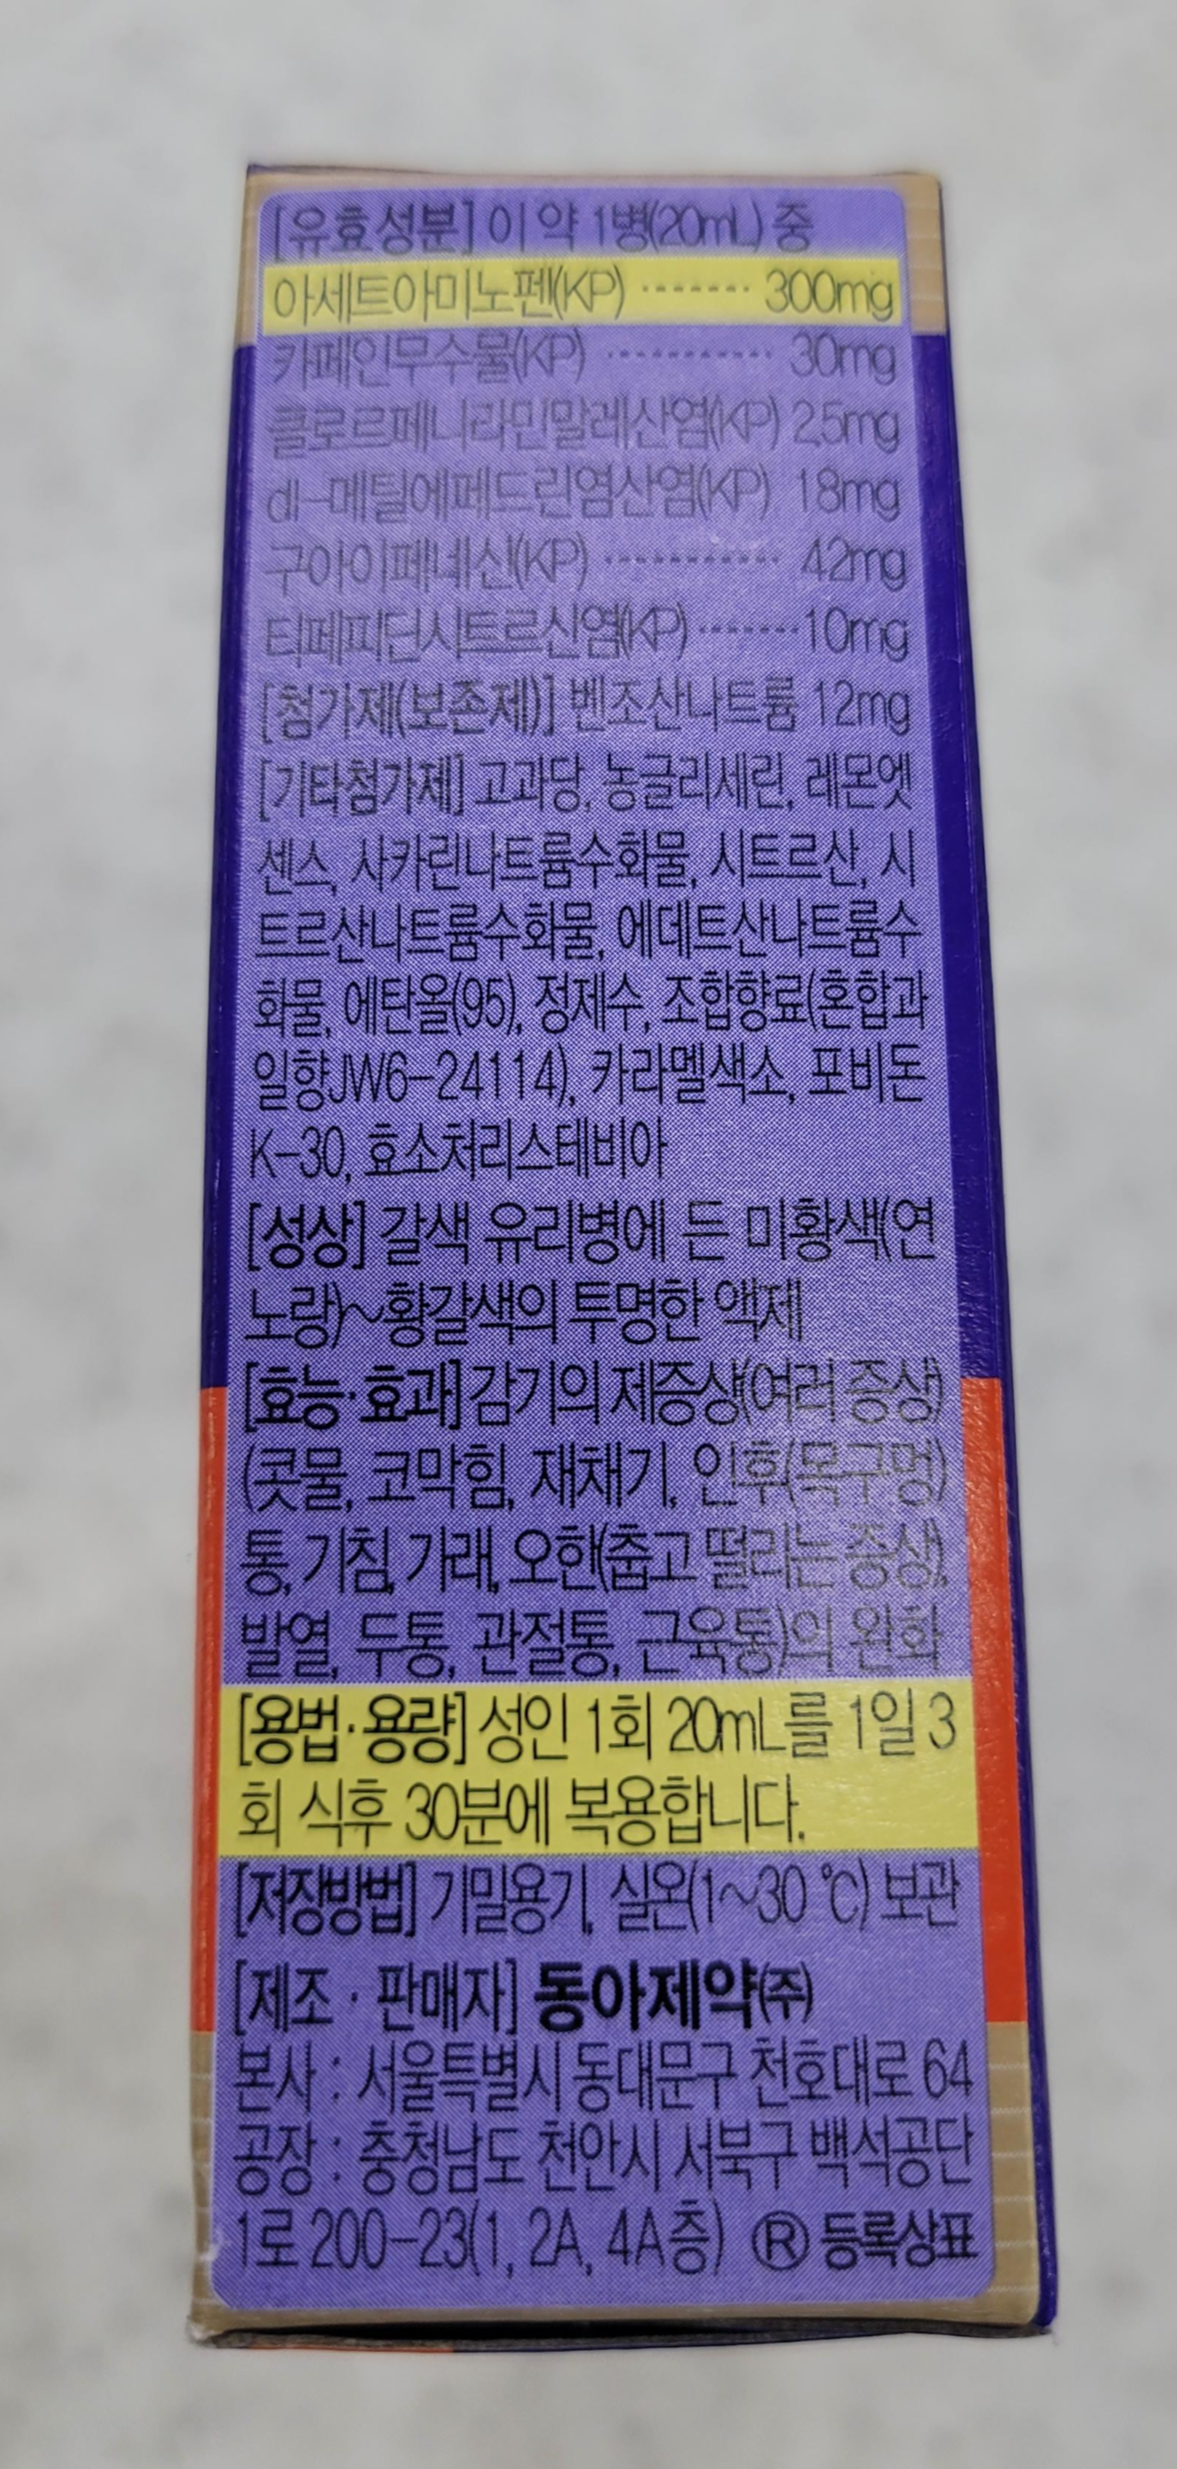 [유효성분] 이 약 1병(20mL) 중
아세트아미노펜(KP) ········ 300mg
카페인무수물(KP) ············ 30mg
클로르페니라민말레산염(KP) 2.5mg
dl-메틸에페드린염산염(KP) 18mg
구아이페네신(KP) ············· 42mg
티페피딘시트르산염(KP) ·······10mg
[첨가제(보존제)] 벤조산나트륨 12mg
[기타첨가제] 고과당, 농글리세린, 레몬엣
센스, 사카린나트륨수화물, 시트르산, 시
트르산나트륨수화물, 에데트산나트륨수
화물, 에탄올(95), 정제수, 조합향료(혼합과
일향JW6-24114), 카라멜색소, 포비돈
K-30, 효소처리스테비아
[성상] 갈색 유리병에 든 미황색(연
노랑)~황갈색의 투명한 액제
[효능·효과] 감기의 제증상(여러 증상)
(콧물, 코막힘, 재채기, 인후(목구멍)
통, 기침, 가래, 오한(춥고 떨리는 증상),
발열, 두통, 관절통, 근육통)의 완화
[용법·용량] 성인 1회 20mL를 1일 3
회 식후 30분에 복용합니다.
[저장방법] 기밀용기, 실온(1~30 ℃) 보관
[제조 · 판매자] 동아제약㈜
본사 : 서울특별시 동대문구 천호대로 64
공장 : 충청남도 천안시 서북구 백석공단
1로 200-23(1, 2A, 4A층) ® 등록상표